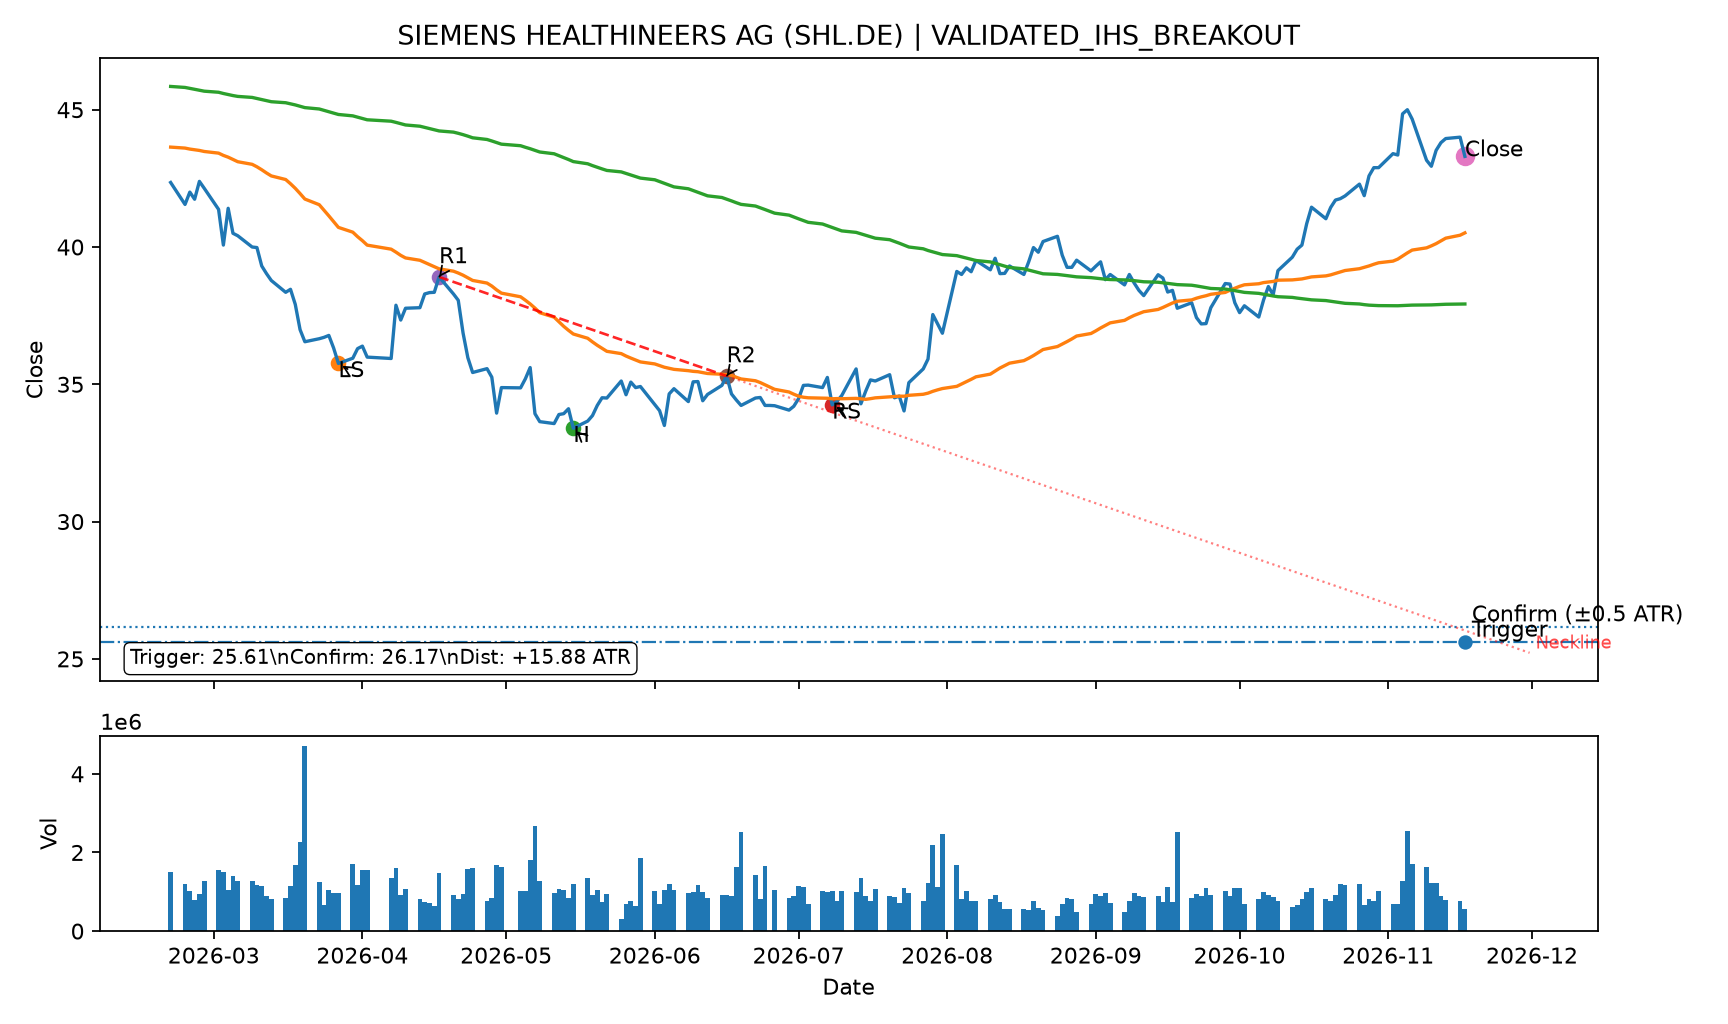 SIEMENS HEALTHINEERS AG (SHL.DE) | VALIDATED_IHS_BREAKOUT
45
40
35
30
25
Close
R1
LS
H
R2
RS
Close
Confirm (±0.5 ATR)
Trigger
Neckline
Trigger: 25.61\nConfirm: 26.17\nDist: +15.88 ATR
1e6
4
2
0
Vol
2026-03 2026-04 2026-05 2026-06 2026-07 2026-08 2026-09 2026-10 2026-11 2026-12
Date